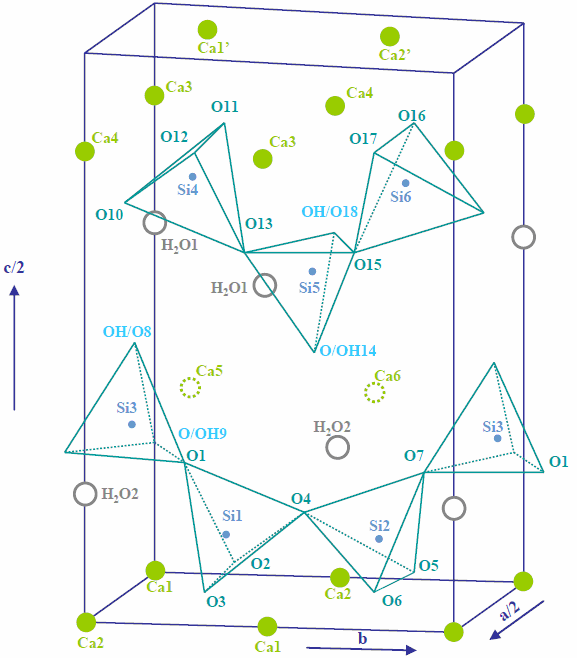 Ca1’
Ca2’
Ca3
O11
Ca4
O16
O12
O17
Ca4
Ca3
Si4
Si6
O10
O13
OH/O18
H₂O1
O15
H₂O1
Si5
c/2
OH/O8
O/OH14
Ca5
Ca6
Si3
O/OH9
H₂O2
Si3
O1
O7
O1
H₂O2
O4
Si1
Si2
O2
O5
Ca1
O3
Ca2
O6
a/2
Ca2
Ca1
b